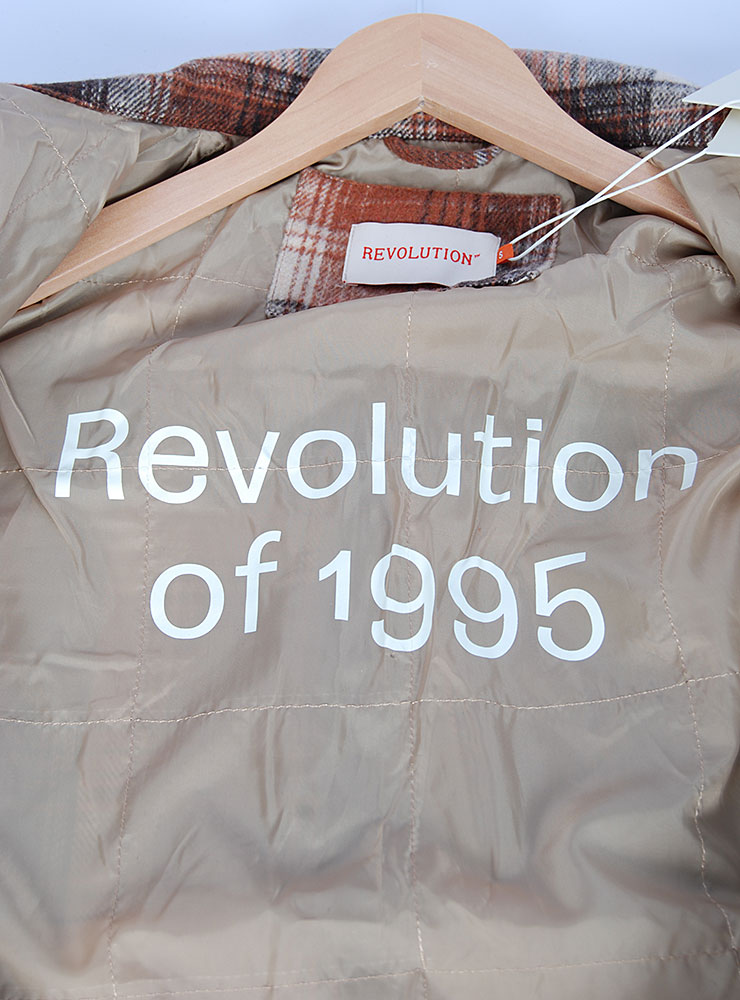 REVOLUTION™
S
Revolution
of 1995